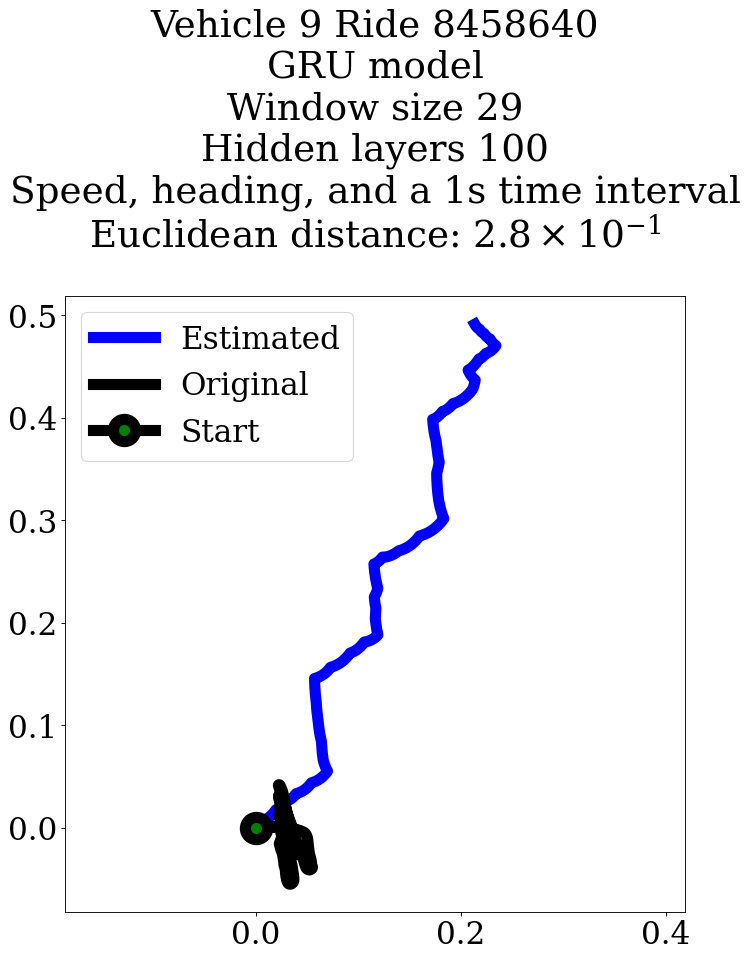 Vehicle 9 Ride 8458640
GRU model
Window size 29
Hidden layers 100
Speed, heading, and a 1s time interval
Euclidean distance: 2.8 × 10⁻¹
Estimated
Original
Start
0.5
0.4
0.3
0.2
0.1
0.0
0.0 0.2 0.4